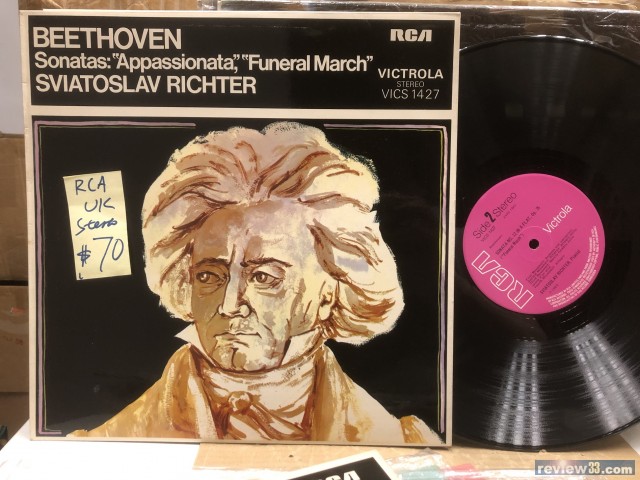 BEETHOVEN
Sonatas: "Appassionata," "Funeral March"
SVIATOSLAV RICHTER
RCA
VICTROLA
STEREO
VICS 1427
RCA
UK
Stereo
$70
Side 2 Stereo
Victrola
RCA
review33.com